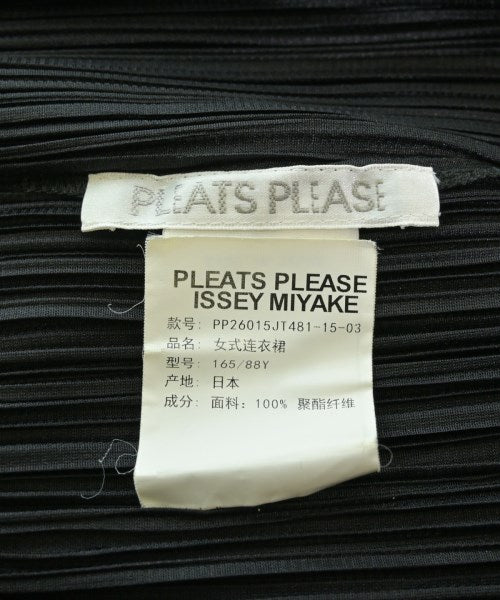 PLEATS PLEASE
PLEATS PLEASE
ISSEY MIYAKE
款号: PP26015JT481-15-03
品名: 女式连衣裙
型号: 165/88Y
产地: 日本
成分: 面料: 100% 聚酯纤维